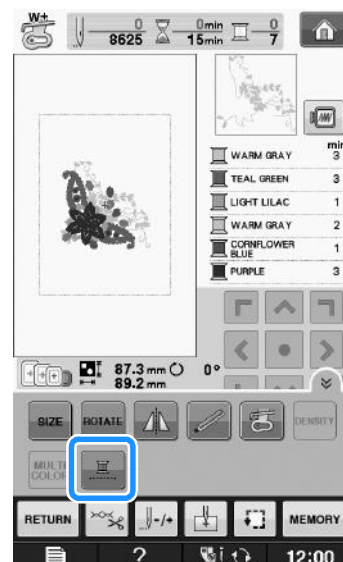 W+
0
8625
0min
15min
0
7
min
WARM GRAY 3
TEAL GREEN 3
LIGHT LILAC 1
WARM GRAY 2
CORNFLOWER
BLUE 1
PURPLE 3
87.3 mm 0°
89.2 mm
SIZE ROTATE DENSITY
MULTI
COLOR
RETURN -/+ MEMORY
? 12:00